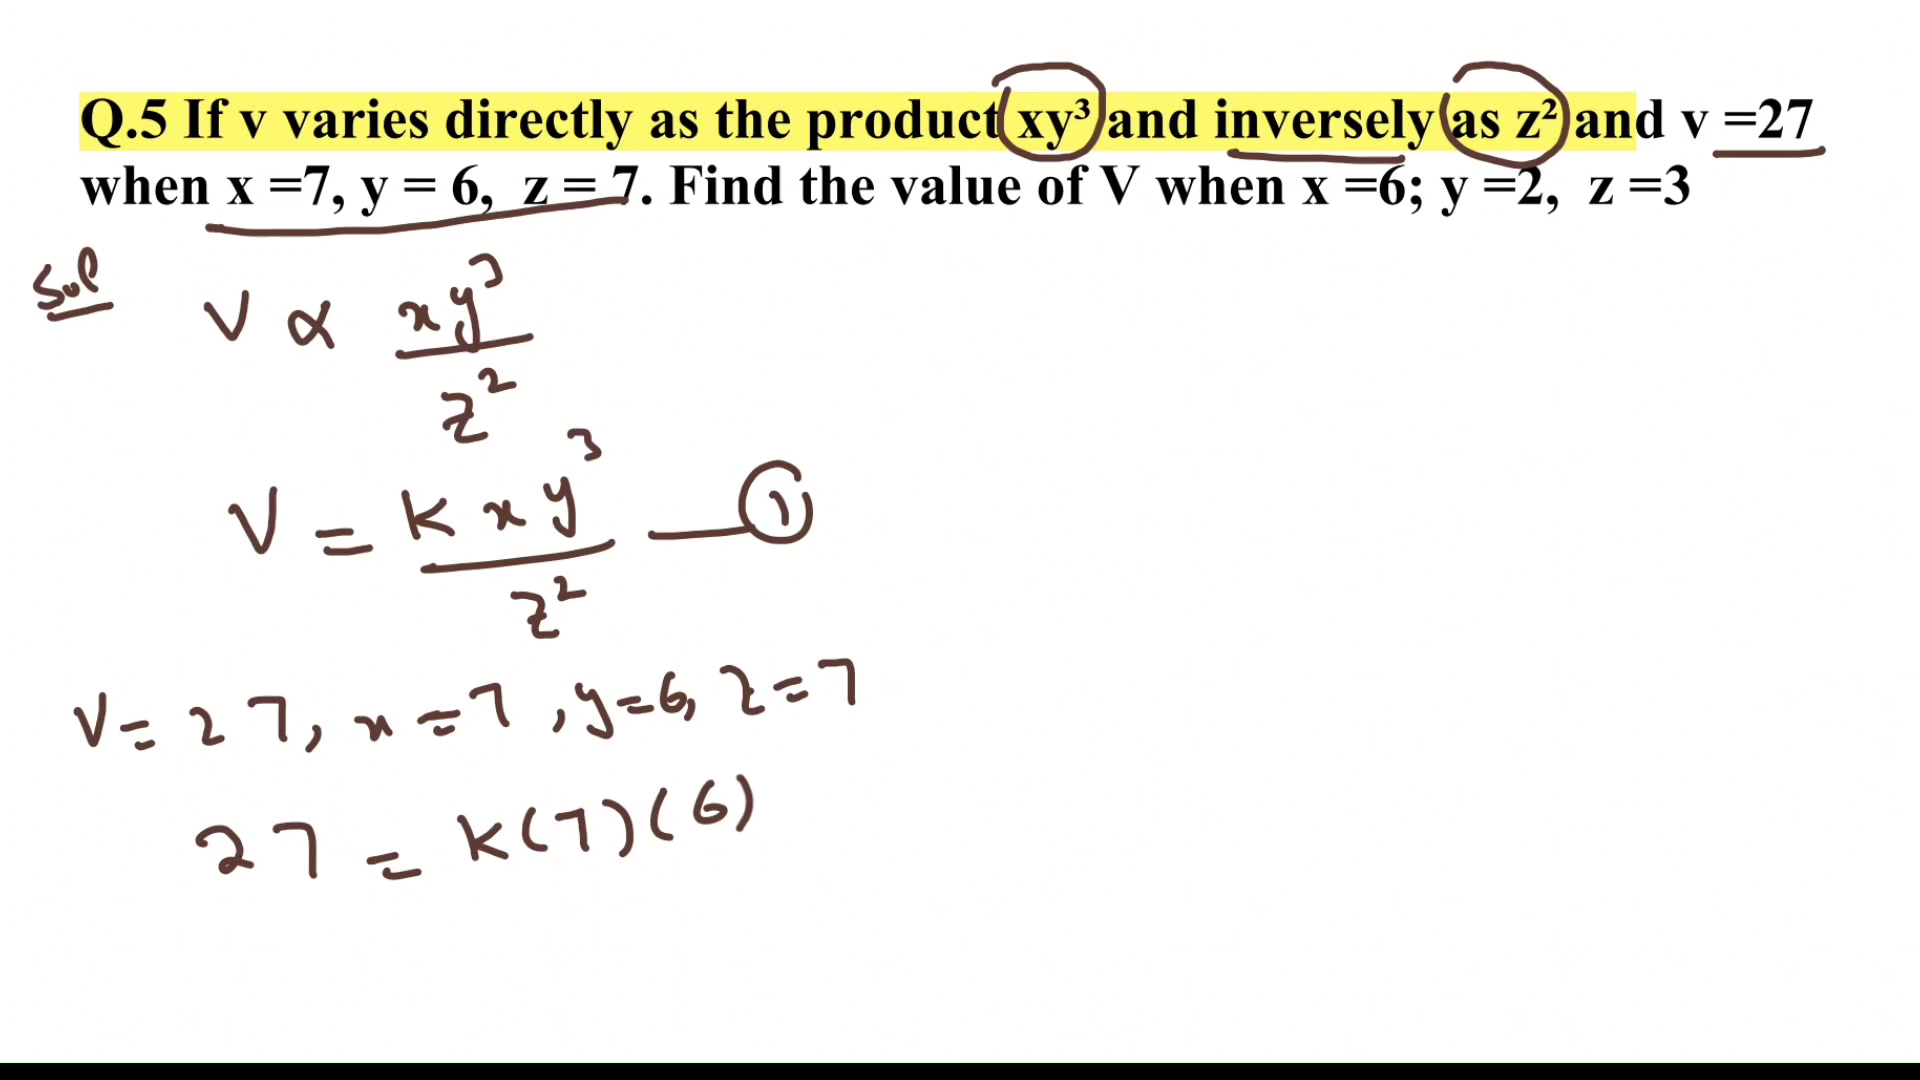 Q.5 If v varies directly as the product xy³ and inversely as z² and v =27
when x =7, y = 6, z = 7. Find the value of V when x =6; y =2, z =3
Sol
V ∝ xy³
z²
V = k x y³ — ①
z²
V = 27, x = 7, y = 6, z = 7
27 = k(7)(6)